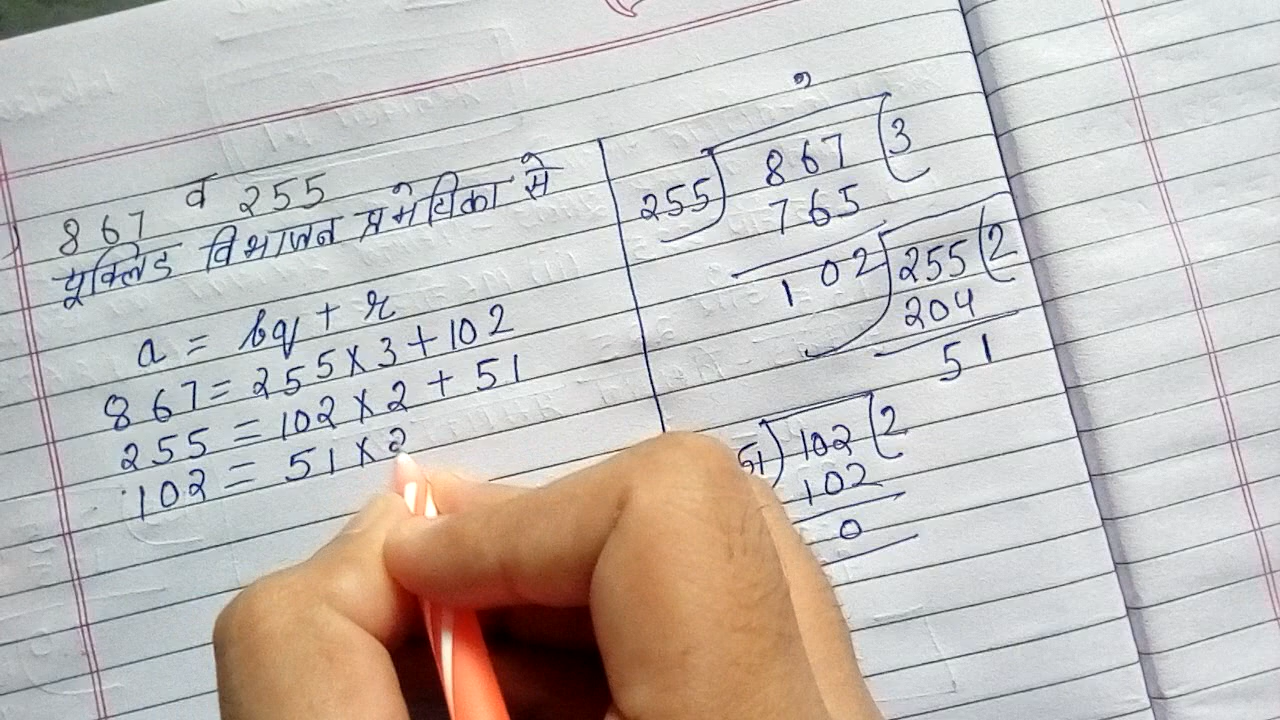 867 व 255
यूक्लिड विभाजन प्रमेयिका से
a = bq + r
867 = 255 × 3 + 102
255 = 102 × 2 + 51
102 = 51 × 2
255) 867 (3
765
102) 255 (2
204
51
51) 102 (2
102
0